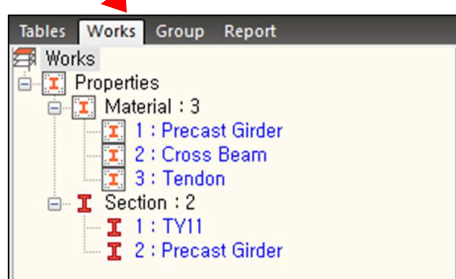 Tables Works Group Report
Works
Properties
Material : 3
1 : Precast Girder
2 : Cross Beam
3 : Tendon
Section : 2
1 : TY11
2 : Precast Girder